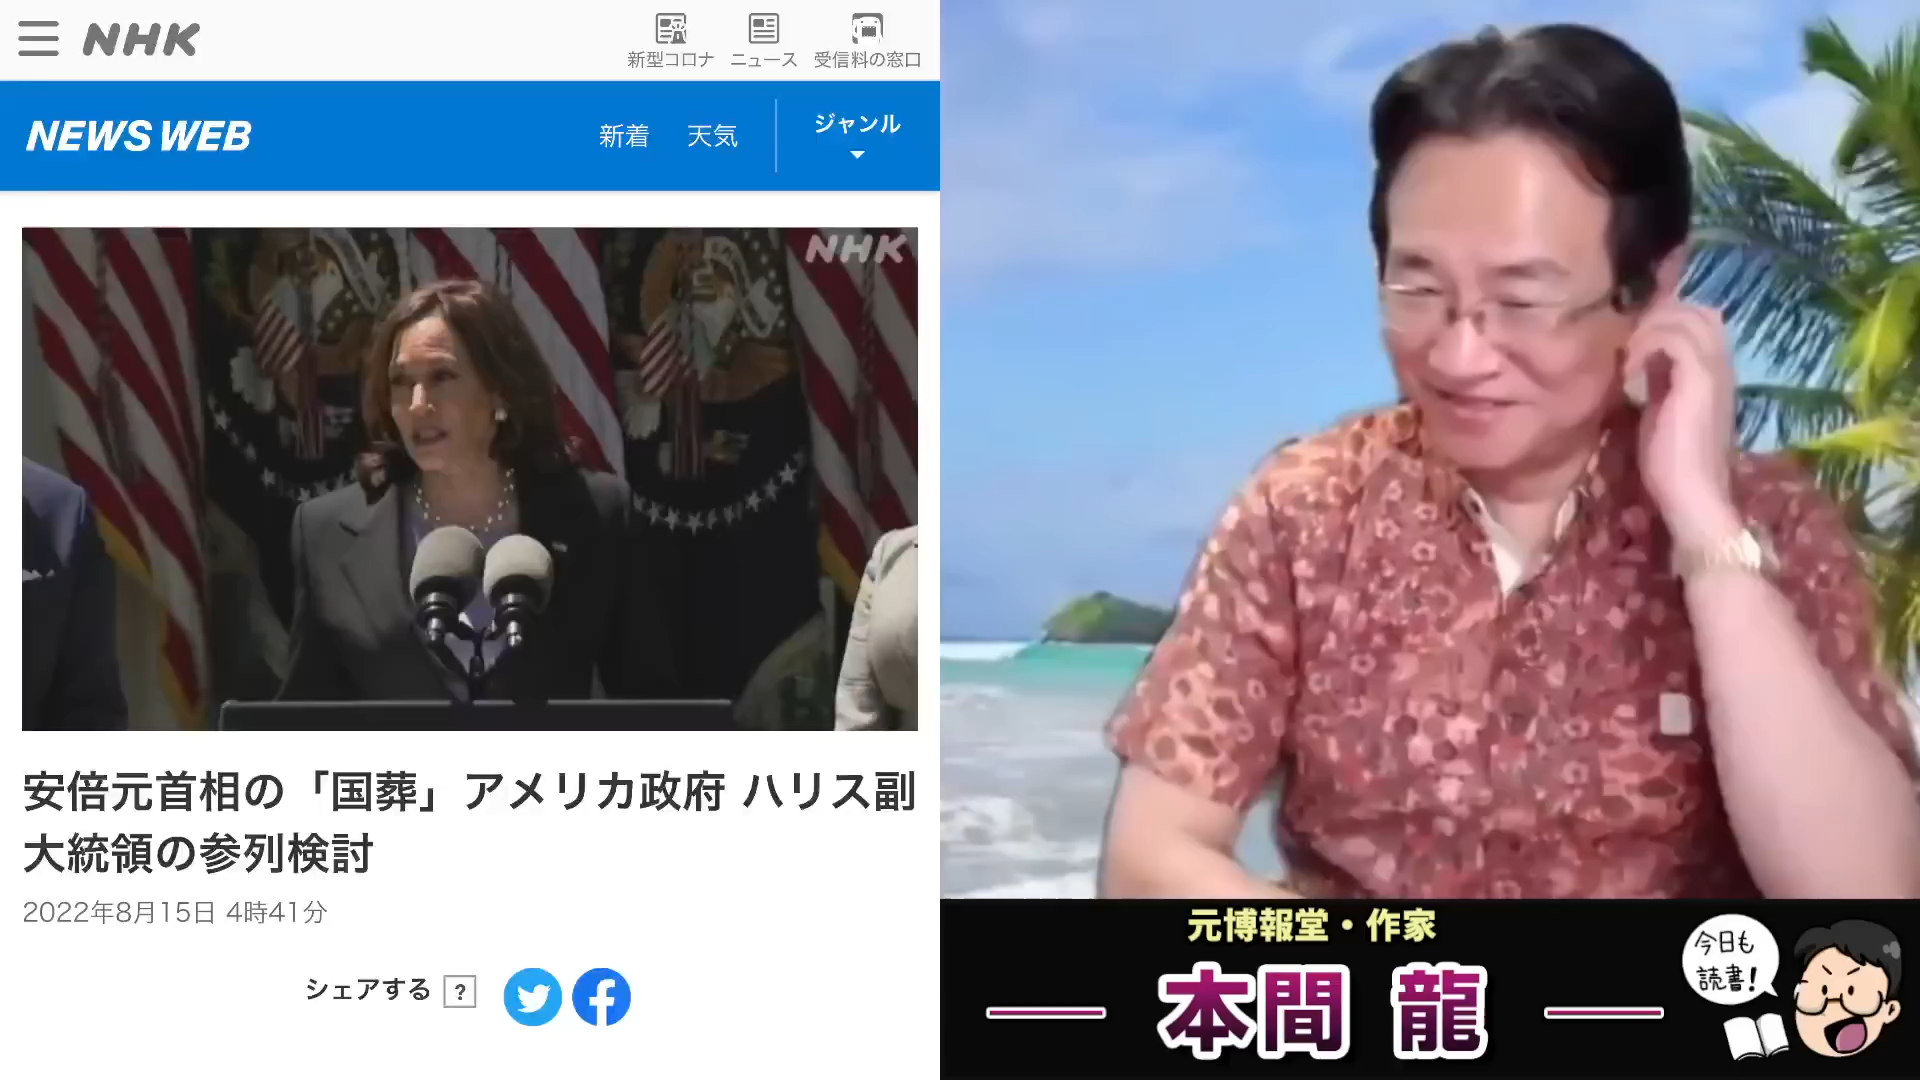 NHK
新型コロナ
ニュース
受信料の窓口
NEWS WEB
新着
天気
ジャンル
NHK
安倍元首相の「国葬」アメリカ政府 ハリス副
大統領の参列検討
2022年8月15日 4時41分
シェアする ?
元博報堂・作家
本間 龍
今日も
読書!